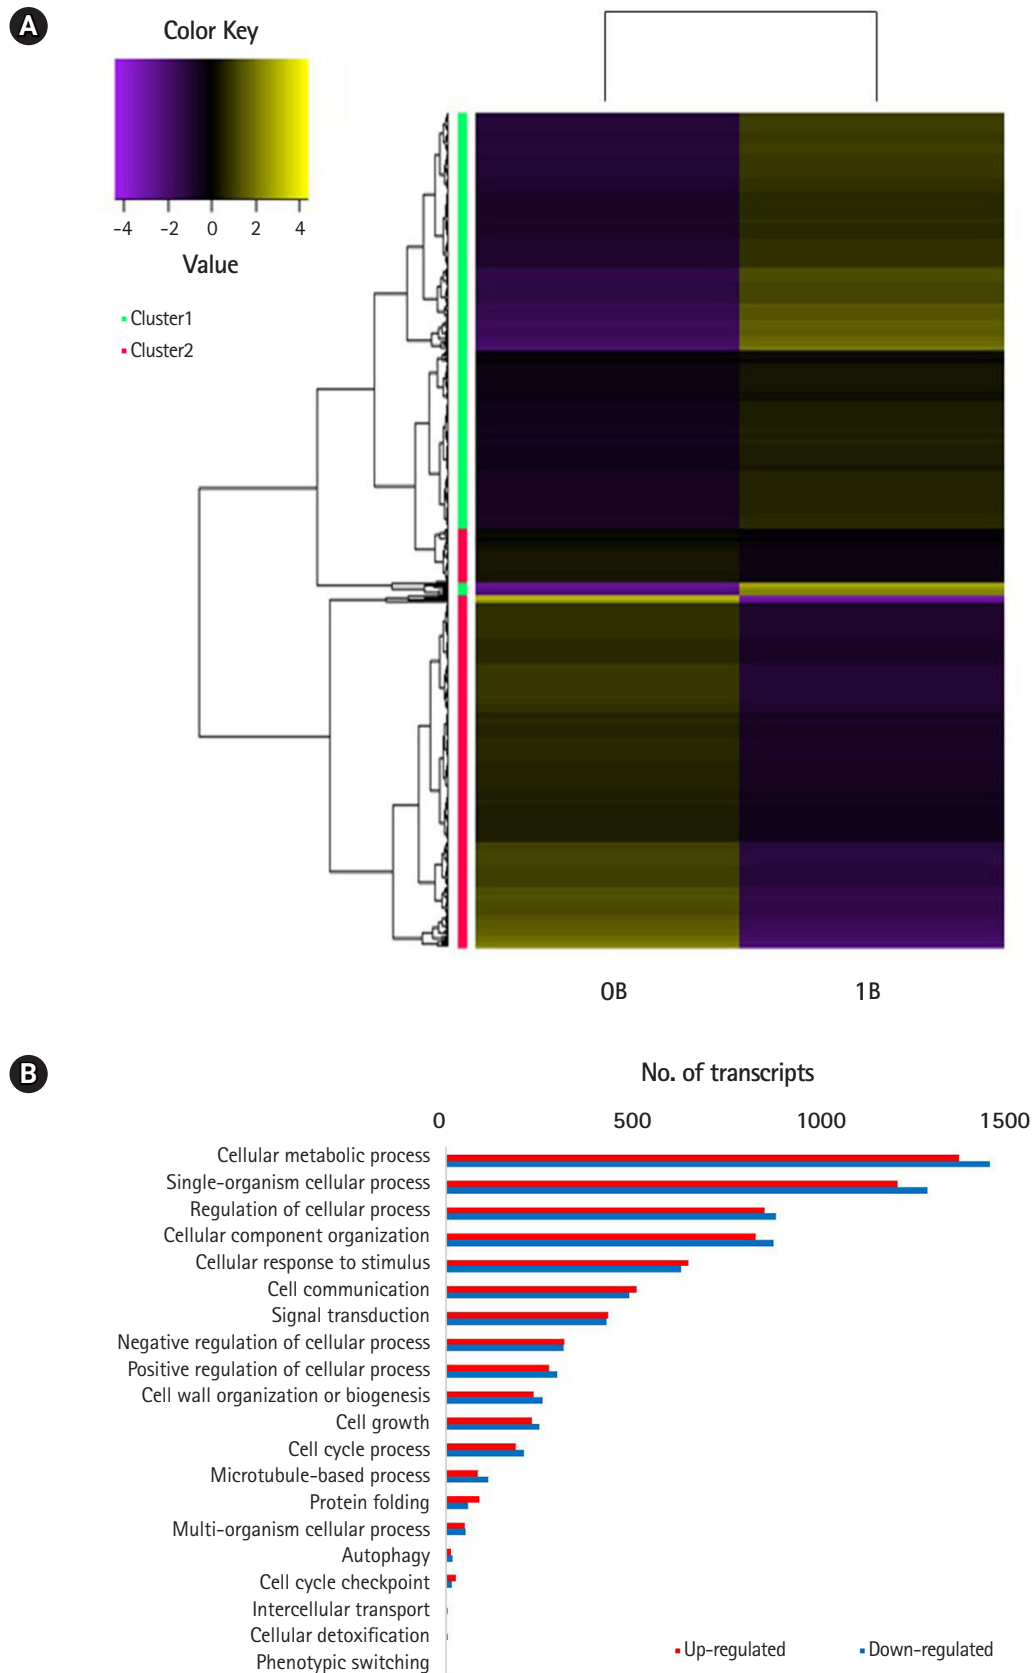 A
Color Key
-4 -2 0 2 4
Value
Cluster1
Cluster2
0B 1B
B
No. of transcripts
0 500 1000 1500
Cellular metabolic process
Single-organism cellular process
Regulation of cellular process
Cellular component organization
Cellular response to stimulus
Cell communication
Signal transduction
Negative regulation of cellular process
Positive regulation of cellular process
Cell wall organization or biogenesis
Cell growth
Cell cycle process
Microtubule-based process
Protein folding
Multi-organism cellular process
Autophagy
Cell cycle checkpoint
Intercellular transport
Cellular detoxification
Phenotypic switching
Up-regulated Down-regulated